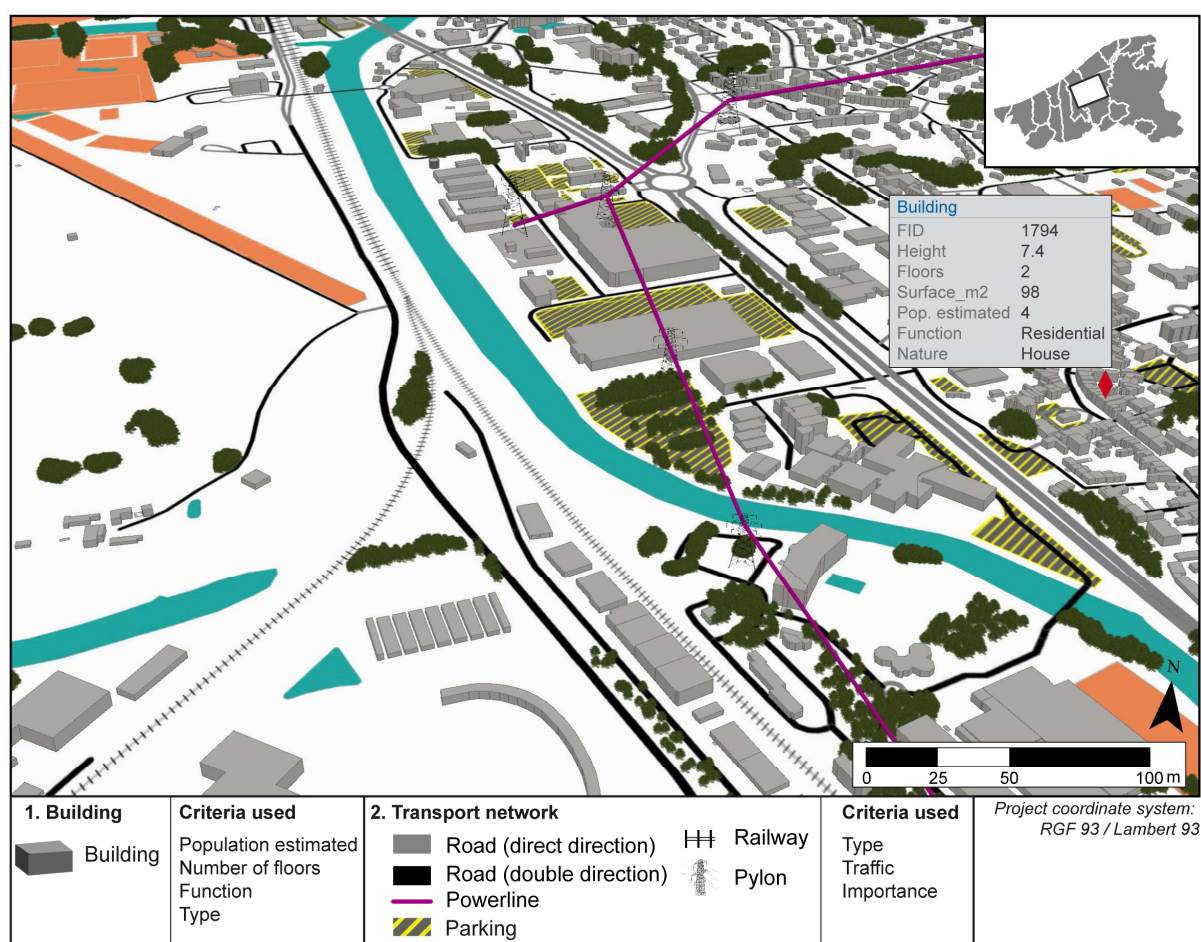 Building
FID 1794
Height 7.4
Floors 2
Surface_m2 98
Pop. estimated 4
Function Residential
Nature House
N
0 25 50 100 m
1. Building
Building
Criteria used
Population estimated
Number of floors
Function
Type
2. Transport network
Road (direct direction)
Road (double direction)
Powerline
Parking
Railway
Pylon
Criteria used
Type
Traffic
Importance
Project coordinate system:
RGF 93 / Lambert 93